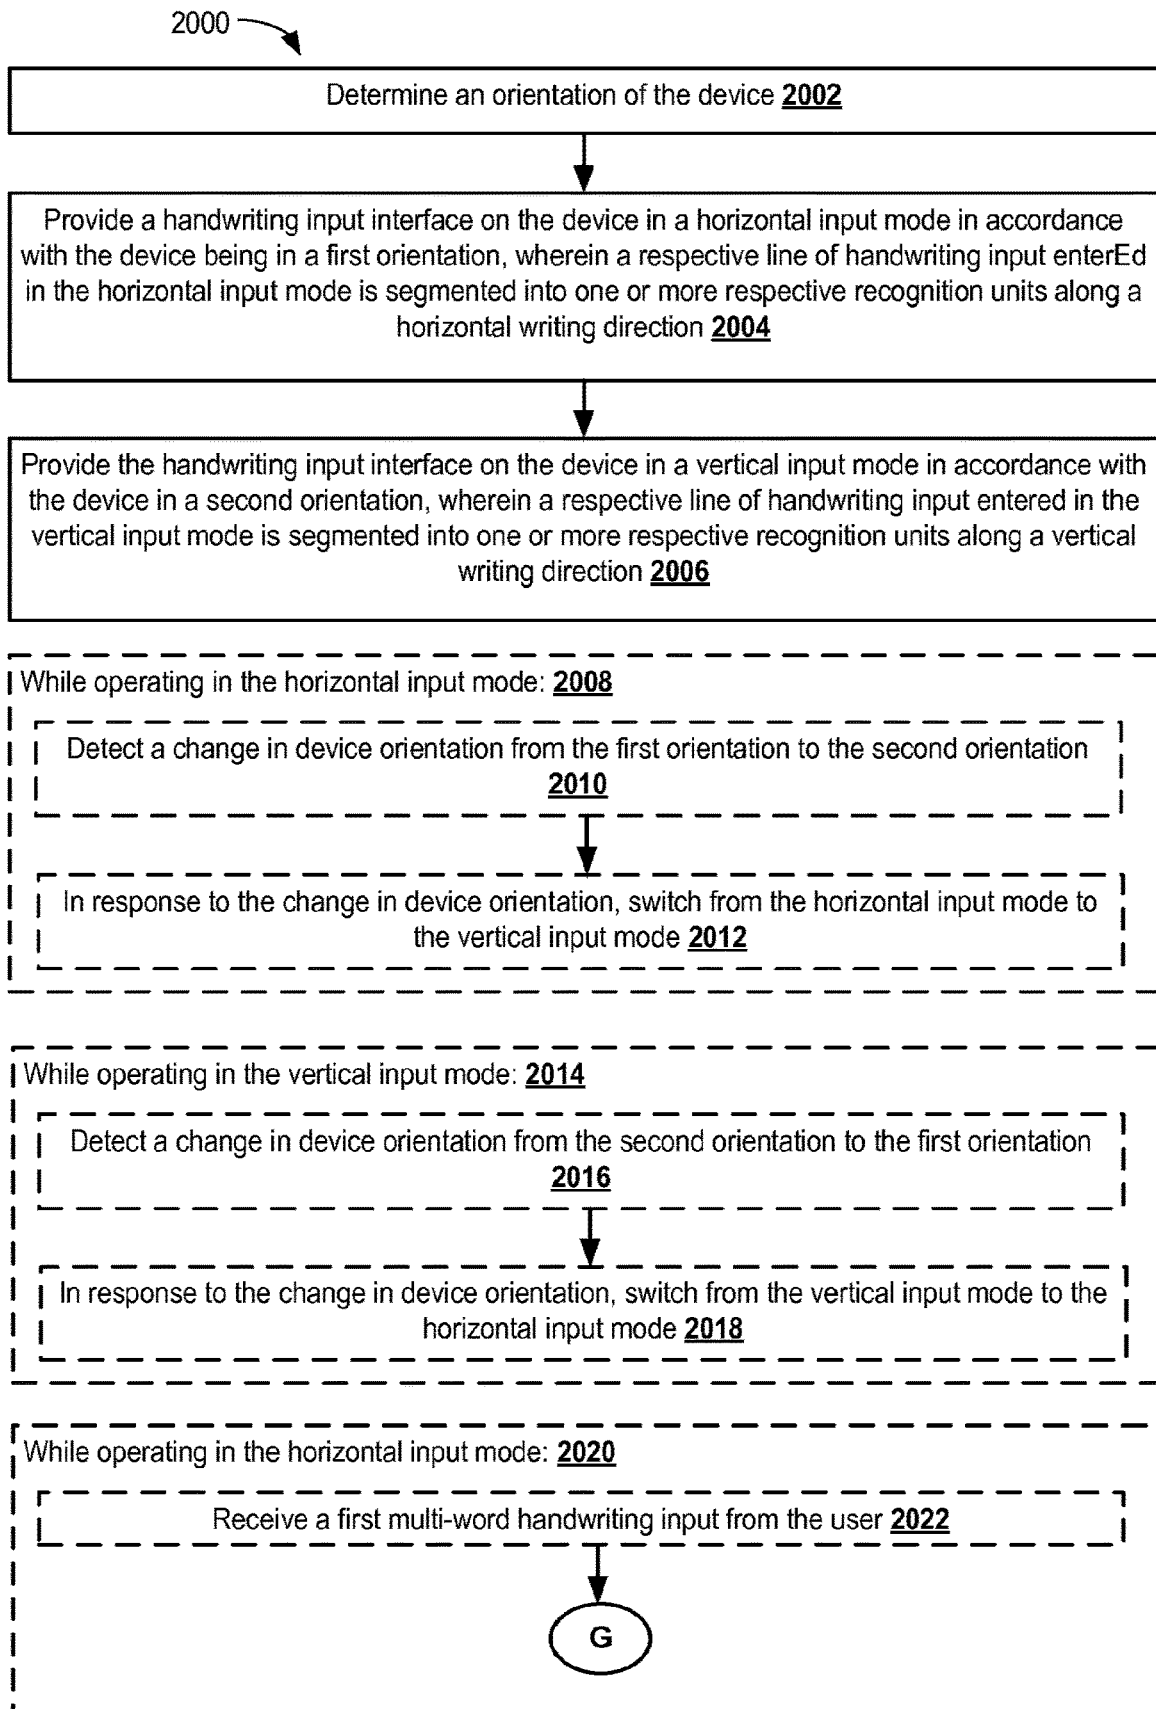 2000
Determine an orientation of the device 2002
Provide a handwriting input interface on the device in a horizontal input mode in accordance
with the device being in a first orientation, wherein a respective line of handwriting input enterEd
in the horizontal input mode is segmented into one or more respective recognition units along a
horizontal writing direction 2004
Provide the handwriting input interface on the device in a vertical input mode in accordance with
the device in a second orientation, wherein a respective line of handwriting input entered in the
vertical input mode is segmented into one or more respective recognition units along a vertical
writing direction 2006
While operating in the horizontal input mode: 2008
Detect a change in device orientation from the first orientation to the second orientation
2010
In response to the change in device orientation, switch from the horizontal input mode to
the vertical input mode 2012
While operating in the vertical input mode: 2014
Detect a change in device orientation from the second orientation to the first orientation
2016
In response to the change in device orientation, switch from the vertical input mode to the
horizontal input mode 2018
While operating in the horizontal input mode: 2020
Receive a first multi-word handwriting input from the user 2022
G